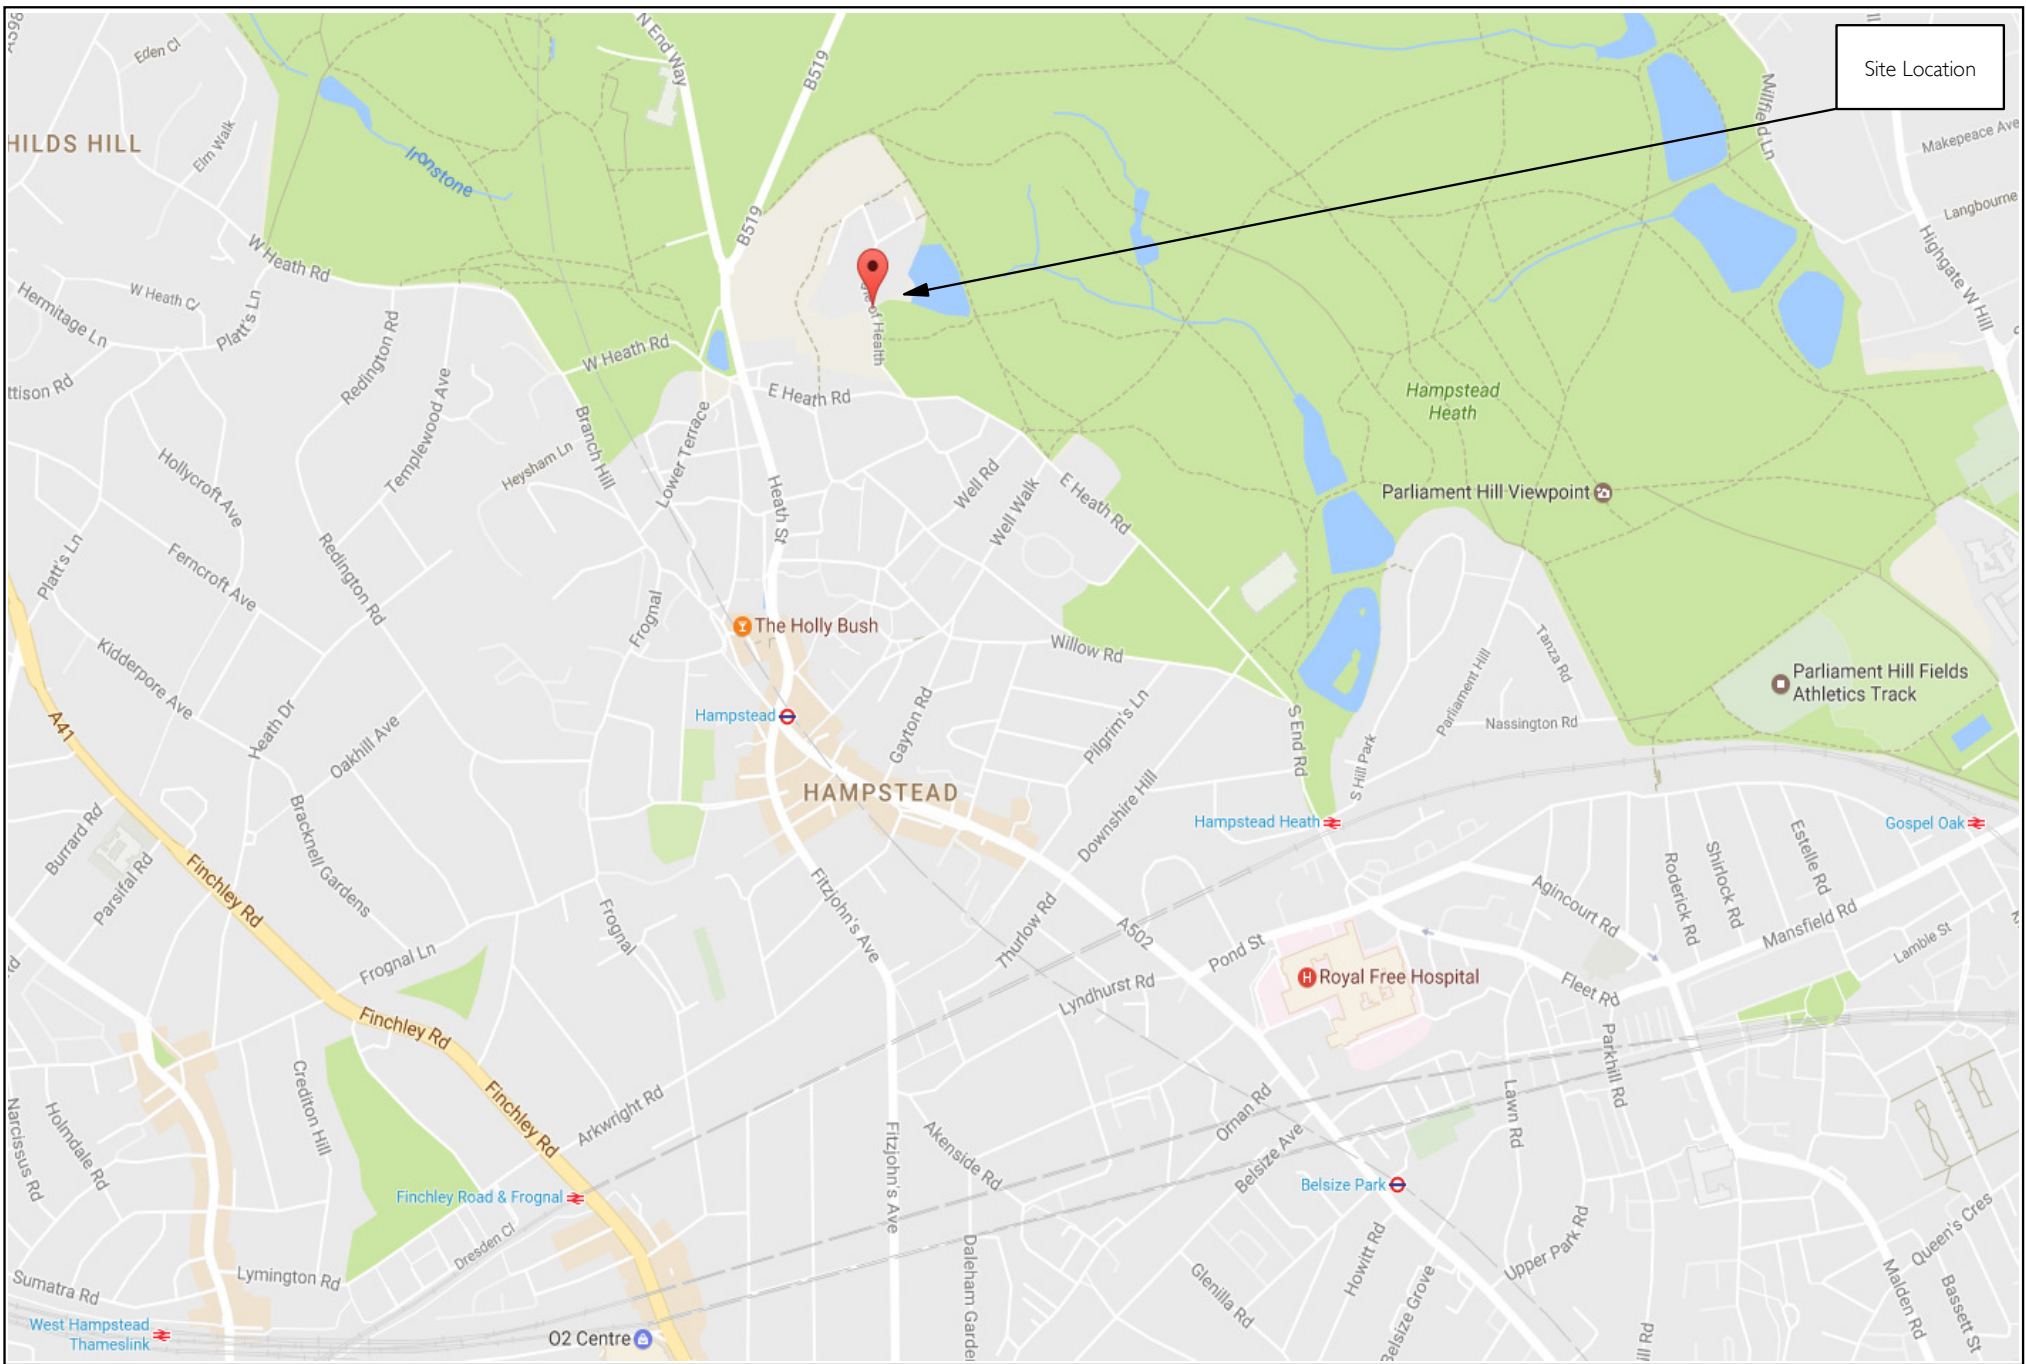 A598
Eden Cl
N End Way
B519
Site Location
Millfield Ln
HILDS HILL
Elm Walk
Ironstone
Makepeace Ave
Langbourne
B519
W Heath Rd
Highgate W Hill
W Heath Cl
Hermitage Ln
Platt's Ln
of Health
Redington Rd
W Heath Rd
ttison Rd
Templewood Ave
E Heath Rd
Hampstead
Heath
Branch Hill
Lower Terrace
Hollycroft Ave
Heysham Ln
Heath St
Well Rd
Well Walk
E Heath Rd
Parliament Hill Viewpoint
Platt's Ln
Ferncroft Ave
Redington Rd
Frognal
The Holly Bush
Willow Rd
Tanza Rd
Kidderpore Ave
Parliament Hill
Parliament Hill Fields
Athletics Track
A41
Heath Dr
Oakhill Ave
Hampstead
Gayton Rd
Pilgrim's Ln
S End Rd
Nassington Rd
S Hill Park
HAMPSTEAD
Downshire Hill
Hampstead Heath
Gospel Oak
Burrard Rd
Parsifal Rd
Bracknell Gardens
Finchley Rd
Fitzjohn's Ave
Frognal
Thurlow Rd
A502
Agincourt Rd
Roderick Rd
Shirlock Rd
Estelle Rd
Mansfield Rd
Lamble St
Frognal Ln
Pond St
Royal Free Hospital
Lyndhurst Rd
Fleet Rd
Finchley Rd
Parkhill Rd
Crediton Hill
Finchley Rd
Arkwright Rd
Narcissus Rd
Holmdale Rd
Fitzjohn's Ave
Akenside Rd
Ornan Rd
Belsize Ave
Lawn Rd
Finchley Road & Frognal
Belsize Park
Dresden Cl
Queen's Cres
Sumatra Rd
Lymington Rd
Daleham Garde
Glenilla Rd
Howitt Rd
Belsize Grove
Upper Park Rd
Malden Rd
Bassett St
West Hampstead
Thameslink
O2 Centre
ill Rd